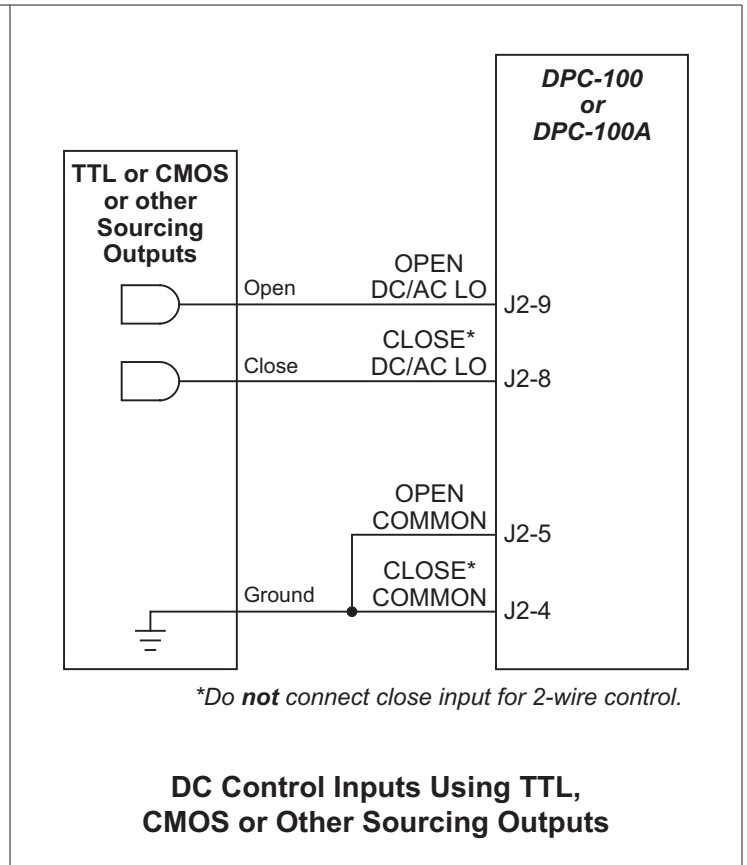 DPC-100
or
DPC-100A
TTL or CMOS
or other
Sourcing
Outputs
Open
OPEN
DC/AC LO
J2-9
Close
CLOSE*
DC/AC LO
J2-8
OPEN
COMMON
J2-5
Ground
CLOSE*
COMMON
J2-4
*Do not connect close input for 2-wire control.
DC Control Inputs Using TTL,
CMOS or Other Sourcing Outputs